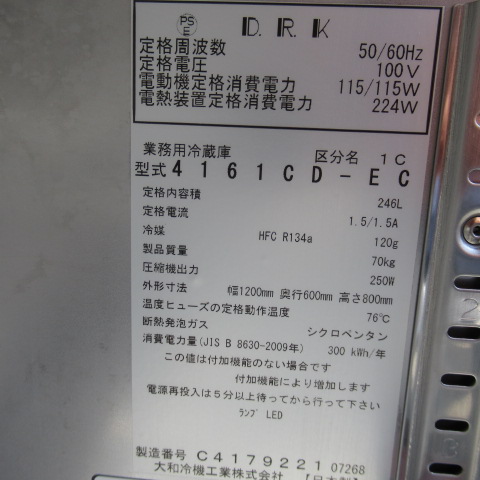 PS E D.R.K
定格周波数 50/60Hz
定格電圧 100V
電動機定格消費電力 115/115W
電熱装置定格消費電力 224W
業務用冷蔵庫 区分名 1C
型式 4161CD-EC
定格内容積 246L
定格電流 1.5/1.5A
冷媒 HFC R134a 120g
製品質量 70kg
圧縮機出力 250W
外形寸法 幅1200mm 奥行600mm 高さ800mm
温度ヒューズの定格動作温度 76℃
断熱発泡ガス シクロペンタン
消費電力量(JIS B 8630-2009年) 300 kWh/年
この値は付加機能のない場合です
付加機能により増加します
電源再投入は5分以上待ってから行って下さい
ランプ LED
製造番号 C4179221 07268
大和冷機工業株式会社 【日本製】
2
3